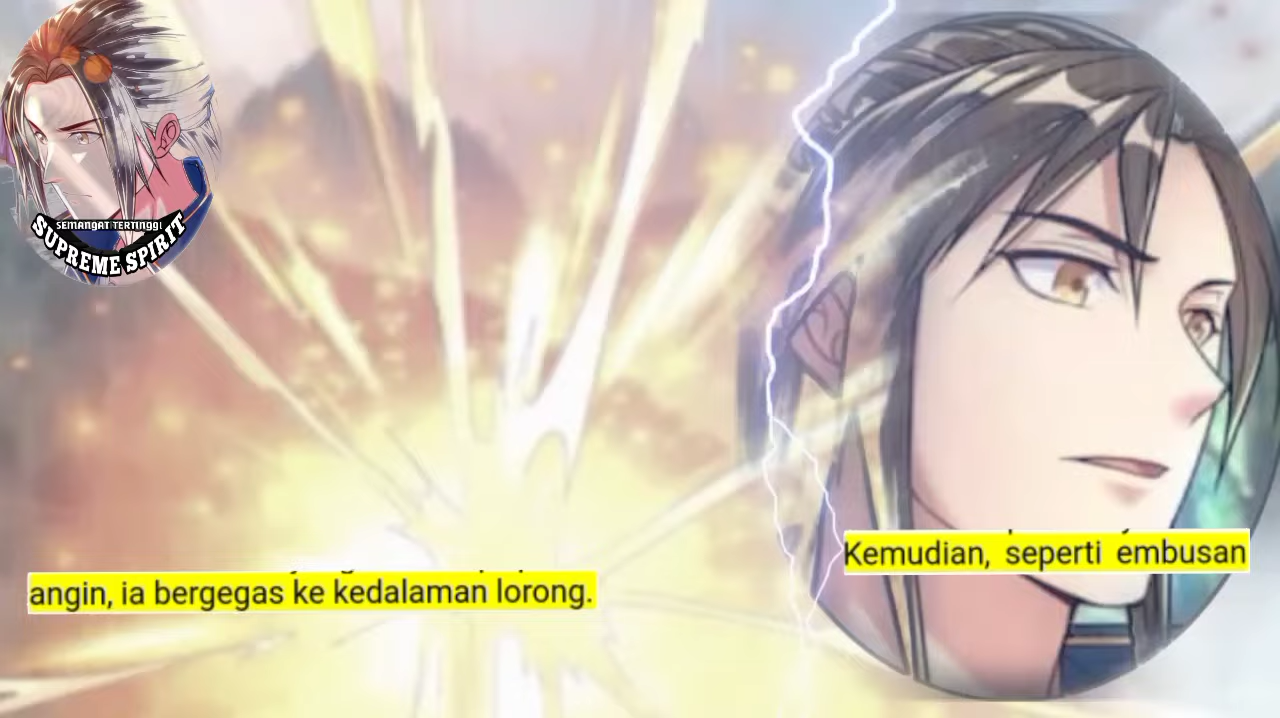 SEMANGAT TERTINGGI
SUPREME SPIRIT
Kemudian, seperti embusan
angin, ia bergegas ke kedalaman lorong.